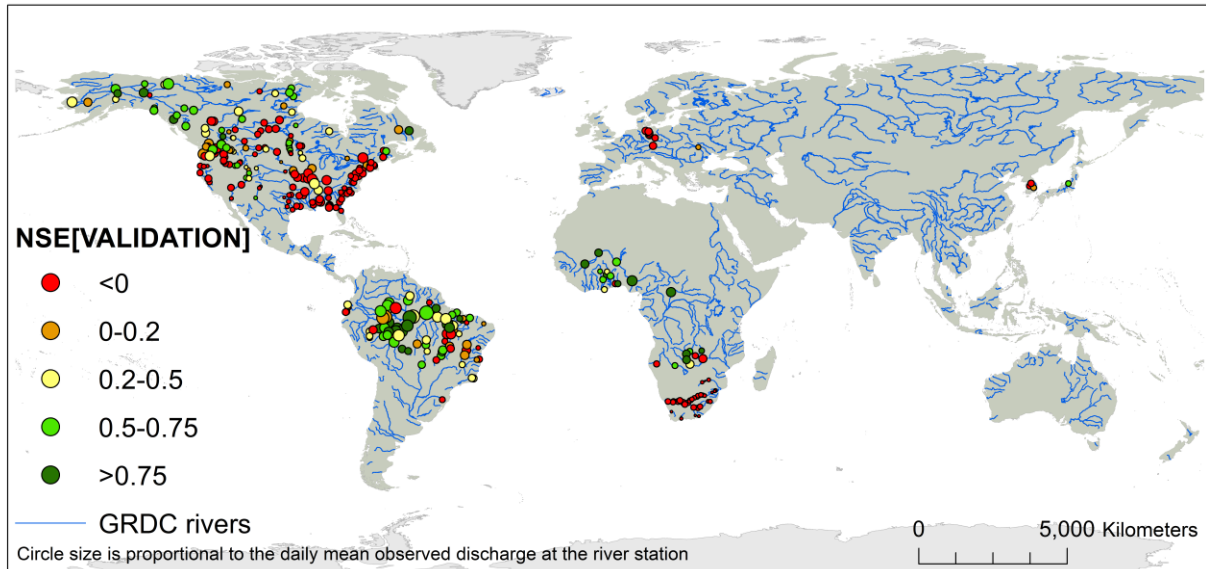 NSE[VALIDATION]
<0
0-0.2
0.2-0.5
0.5-0.75
>0.75
GRDC rivers
Circle size is proportional to the daily mean observed discharge at the river station
0 5,000 Kilometers